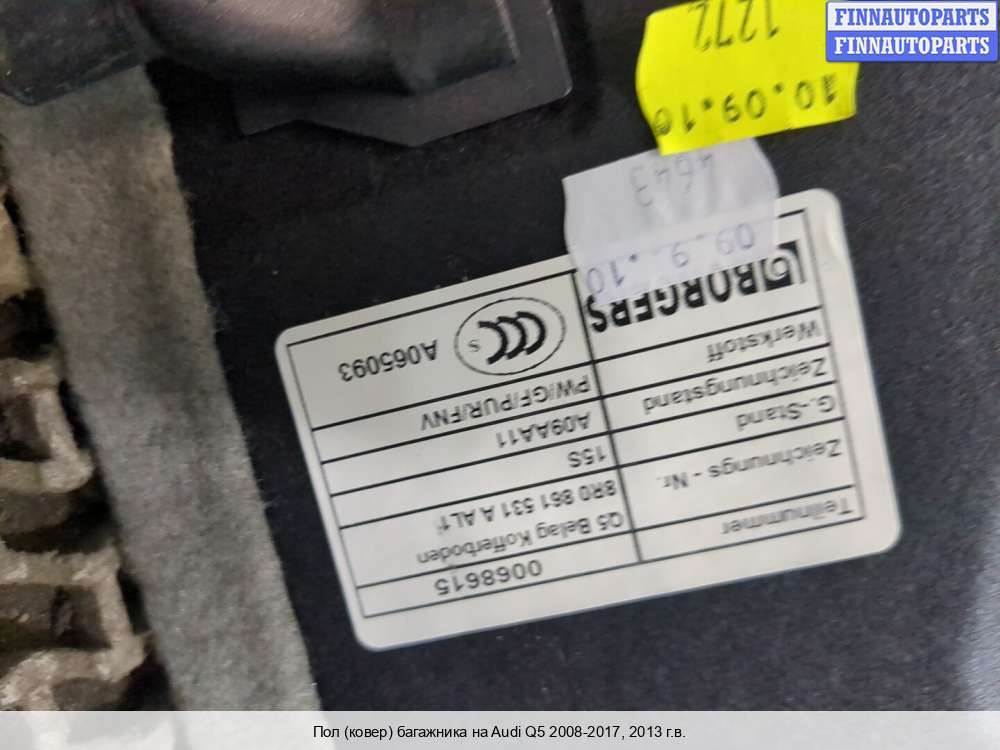 FINNAUTOPARTS
FINNAUTOPARTS
1272
10.09.10
4643
09.9.10
Teilnummer 0068615
Q5 Belag Kofferboden
Zeichnungs - Nr. 8R0 861 531 A AL1
G.-Stand 15S
Zeichnungstand A09AA11
Werkstoff PW/GF/PUR/FNV
BORGERS CCC S A065093
Пол (ковер) багажника на Audi Q5 2008-2017, 2013 г.в.